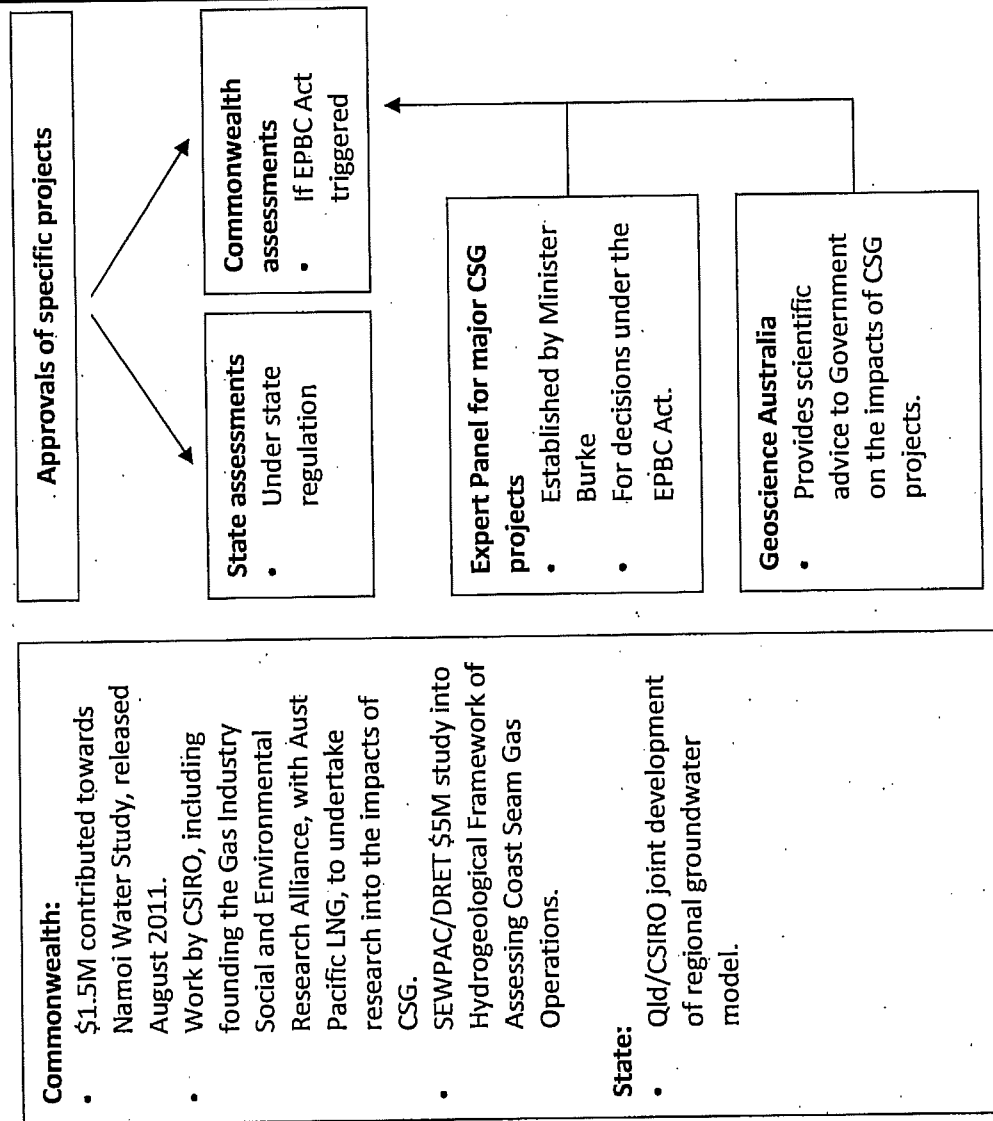 Commonwealth:
• $1.5M contributed towards
Namoi Water Study, released
August 2011.
• Work by CSIRO, including
founding the Gas Industry
Social and Environmental
Research Alliance, with Aust
Pacific LNG, to undertake
research into the impacts of
CSG.
• SEWPAC/DRET $5M study into
Hydrogeological Framework of
Assessing Coast Seam Gas
Operations.
State:
• Qld/CSIRO joint development
of regional groundwater
model.
Approvals of specific projects
State assessments
• Under state
regulation
Commonwealth
assessments
• If EPBC Act
triggered
Expert Panel for major CSG
projects
• Established by Minister
Burke
• For decisions under the
EPBC Act.
Geoscience Australia
• Provides scientific
advice to Government
on the impacts of CSG
projects.